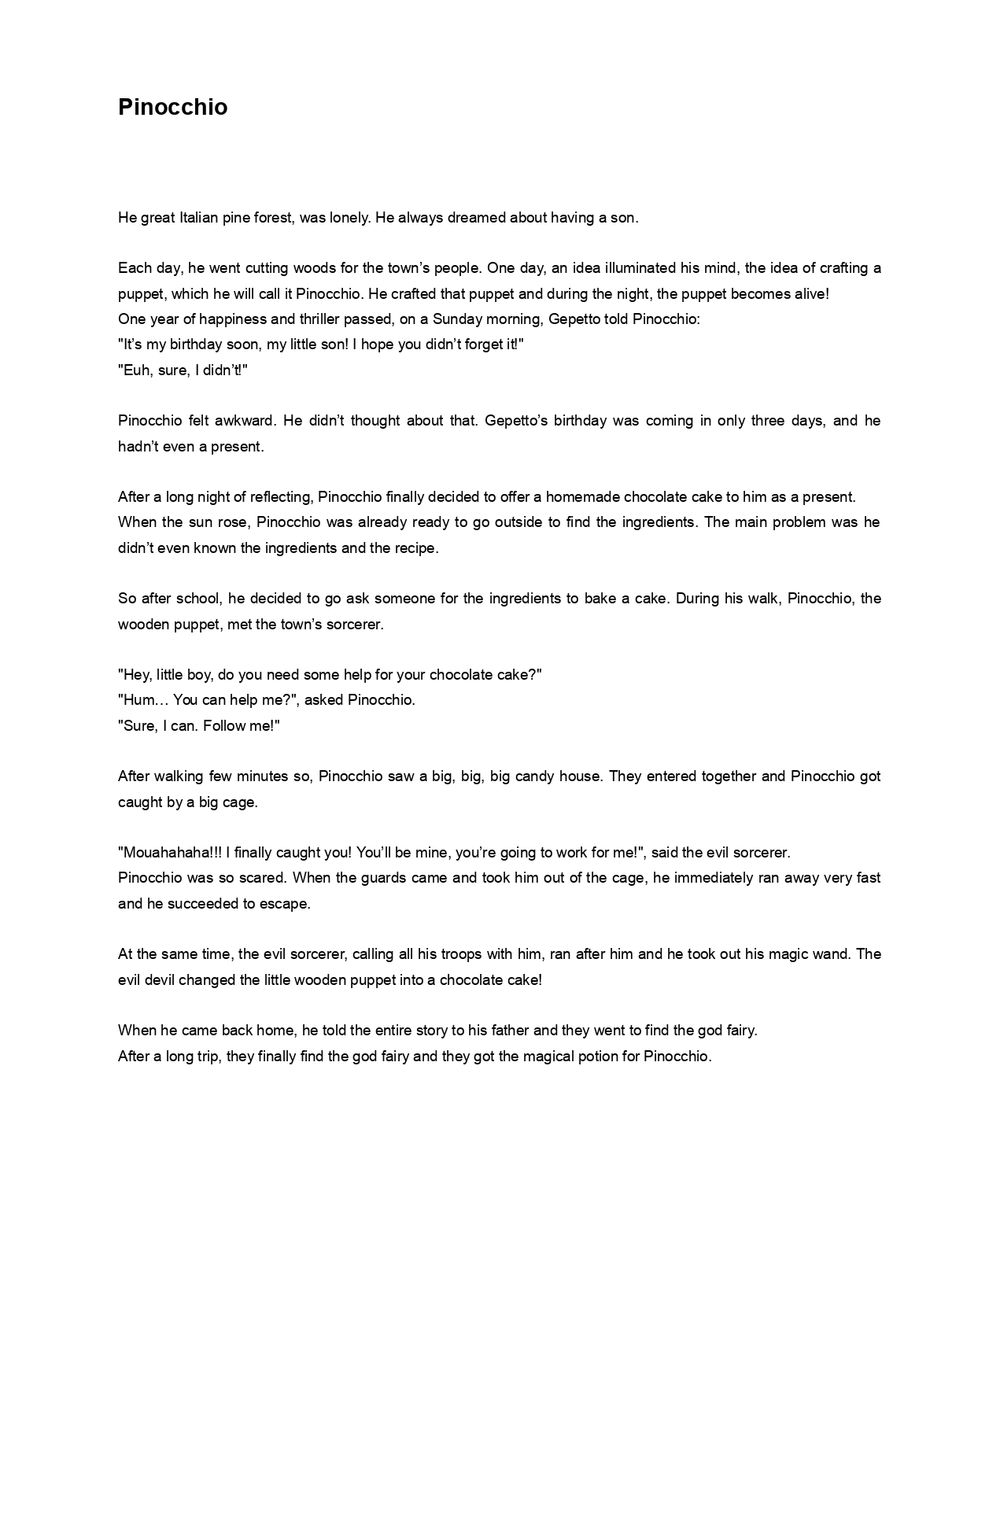 Pinocchio
He great Italian pine forest, was lonely. He always dreamed about having a son.
Each day, he went cutting woods for the town’s people. One day, an idea illuminated his mind, the idea of crafting a
puppet, which he will call it Pinocchio. He crafted that puppet and during the night, the puppet becomes alive!
One year of happiness and thriller passed, on a Sunday morning, Gepetto told Pinocchio:
"It’s my birthday soon, my little son! I hope you didn’t forget it!"
"Euh, sure, I didn’t!"
Pinocchio felt awkward. He didn’t thought about that. Gepetto’s birthday was coming in only three days, and he
hadn’t even a present.
After a long night of reflecting, Pinocchio finally decided to offer a homemade chocolate cake to him as a present.
When the sun rose, Pinocchio was already ready to go outside to find the ingredients. The main problem was he
didn’t even known the ingredients and the recipe.
So after school, he decided to go ask someone for the ingredients to bake a cake. During his walk, Pinocchio, the
wooden puppet, met the town’s sorcerer.
"Hey, little boy, do you need some help for your chocolate cake?"
"Hum… You can help me?", asked Pinocchio.
"Sure, I can. Follow me!"
After walking few minutes so, Pinocchio saw a big, big, big candy house. They entered together and Pinocchio got
caught by a big cage.
"Mouahahaha!!! I finally caught you! You’ll be mine, you’re going to work for me!", said the evil sorcerer.
Pinocchio was so scared. When the guards came and took him out of the cage, he immediately ran away very fast
and he succeeded to escape.
At the same time, the evil sorcerer, calling all his troops with him, ran after him and he took out his magic wand. The
evil devil changed the little wooden puppet into a chocolate cake!
When he came back home, he told the entire story to his father and they went to find the god fairy.
After a long trip, they finally find the god fairy and they got the magical potion for Pinocchio.